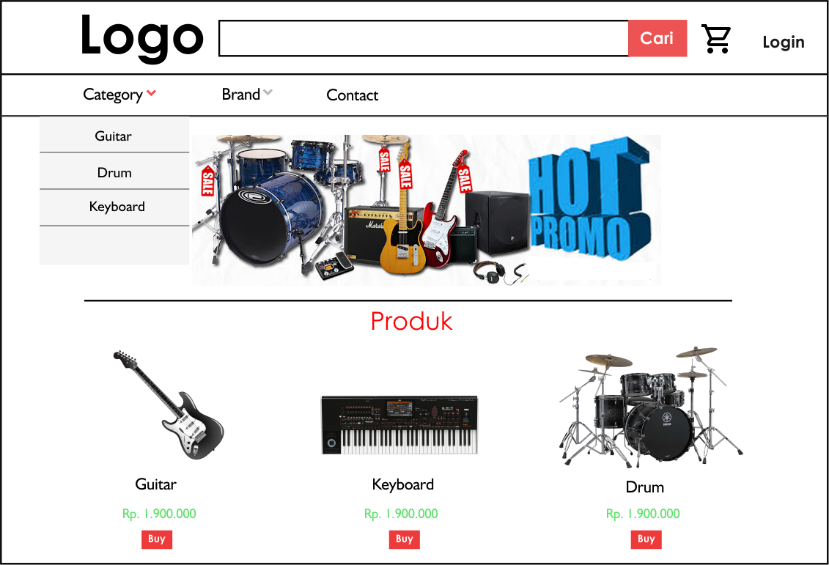 Logo
Cari
Login
Category
Brand
Contact
Guitar
Drum
Keyboard
SALE
SALE
SALE
SALE
HOT
PROMO
Produk
Guitar
Keyboard
Drum
Rp. 1.900.000
Rp. 1.900.000
Rp. 1.900.000
Buy
Buy
Buy